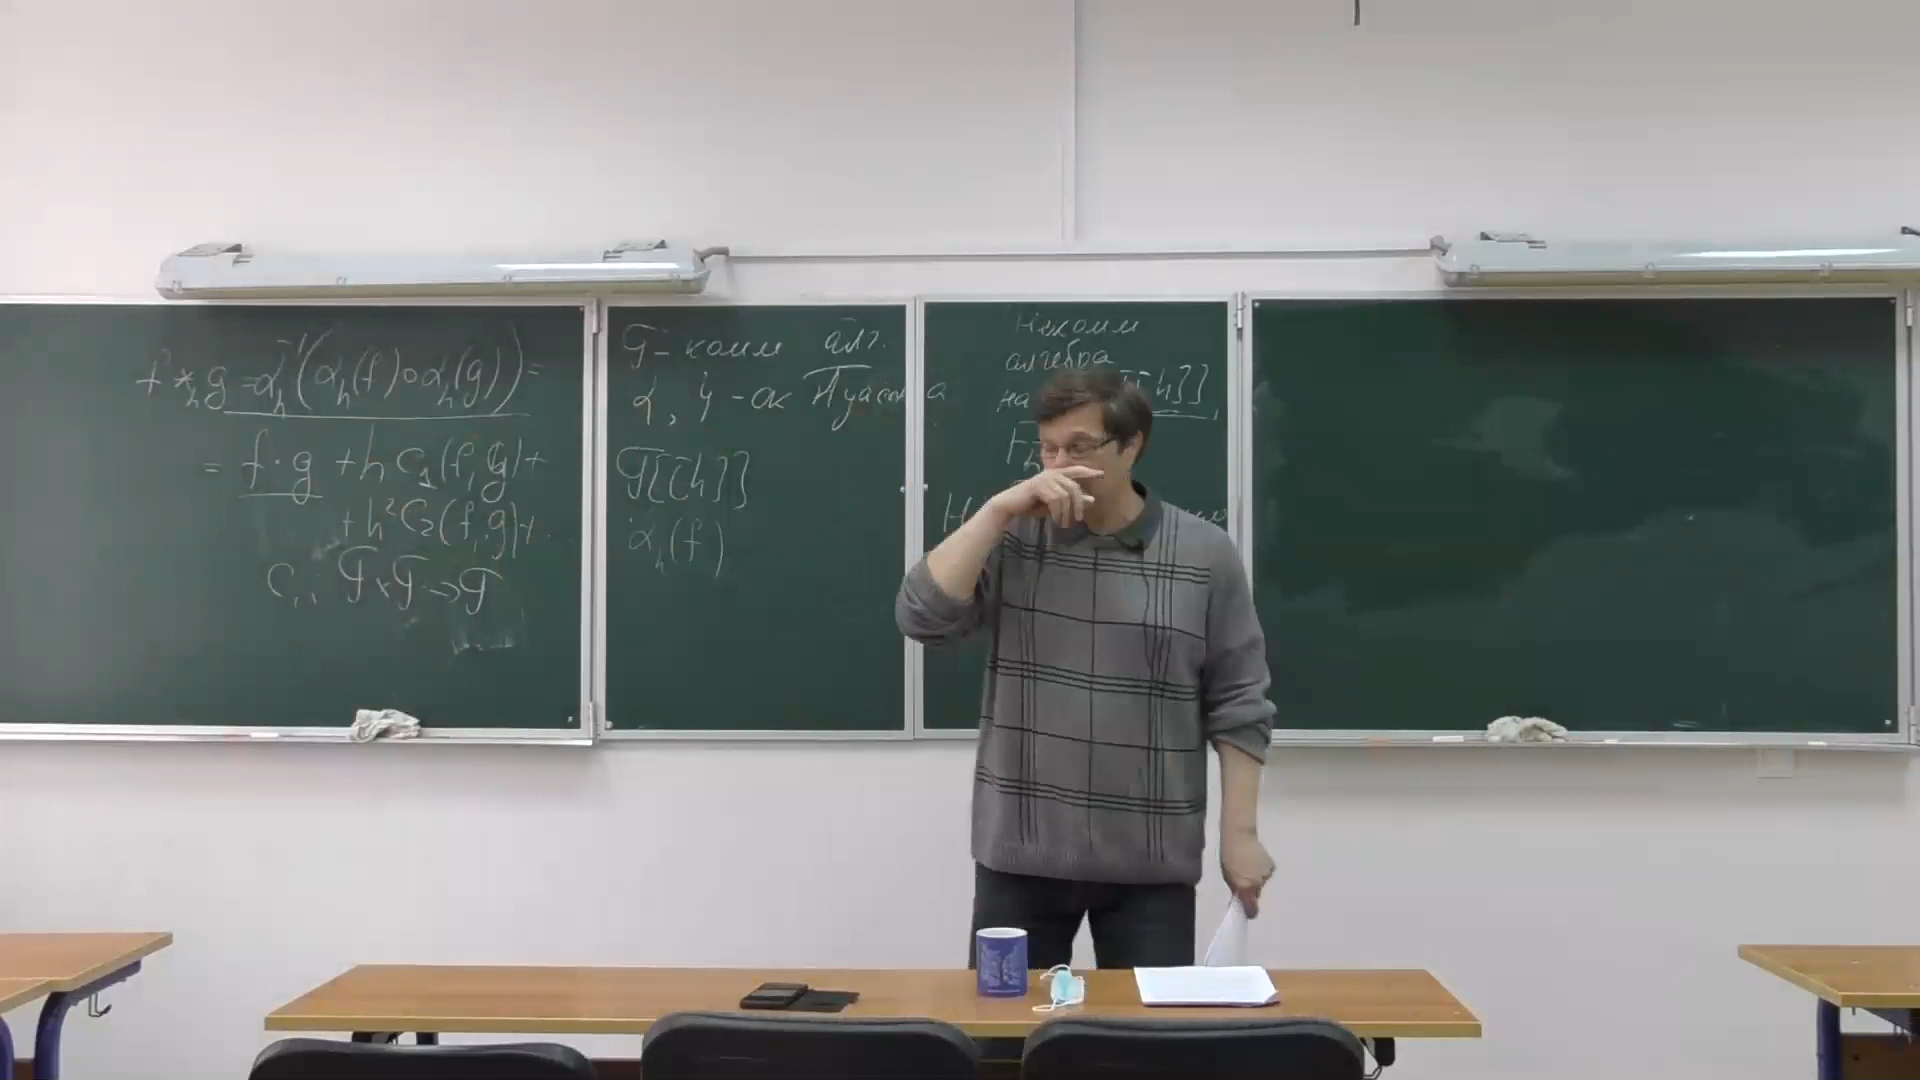 f *ₕ g = αₕ⁻¹(αₕ(f) ∘ αₕ(g)) =
= f · g + h C₁(f, g) +
+ h² C₂(f, g) + ...
Cᵢ : ℱ × ℱ → ℱ
ℱ - комм алг.
{ , } - ск Пуассона
ℱ[[h]]
αₕ(f)
Некомм
алгебра
на [[h]],